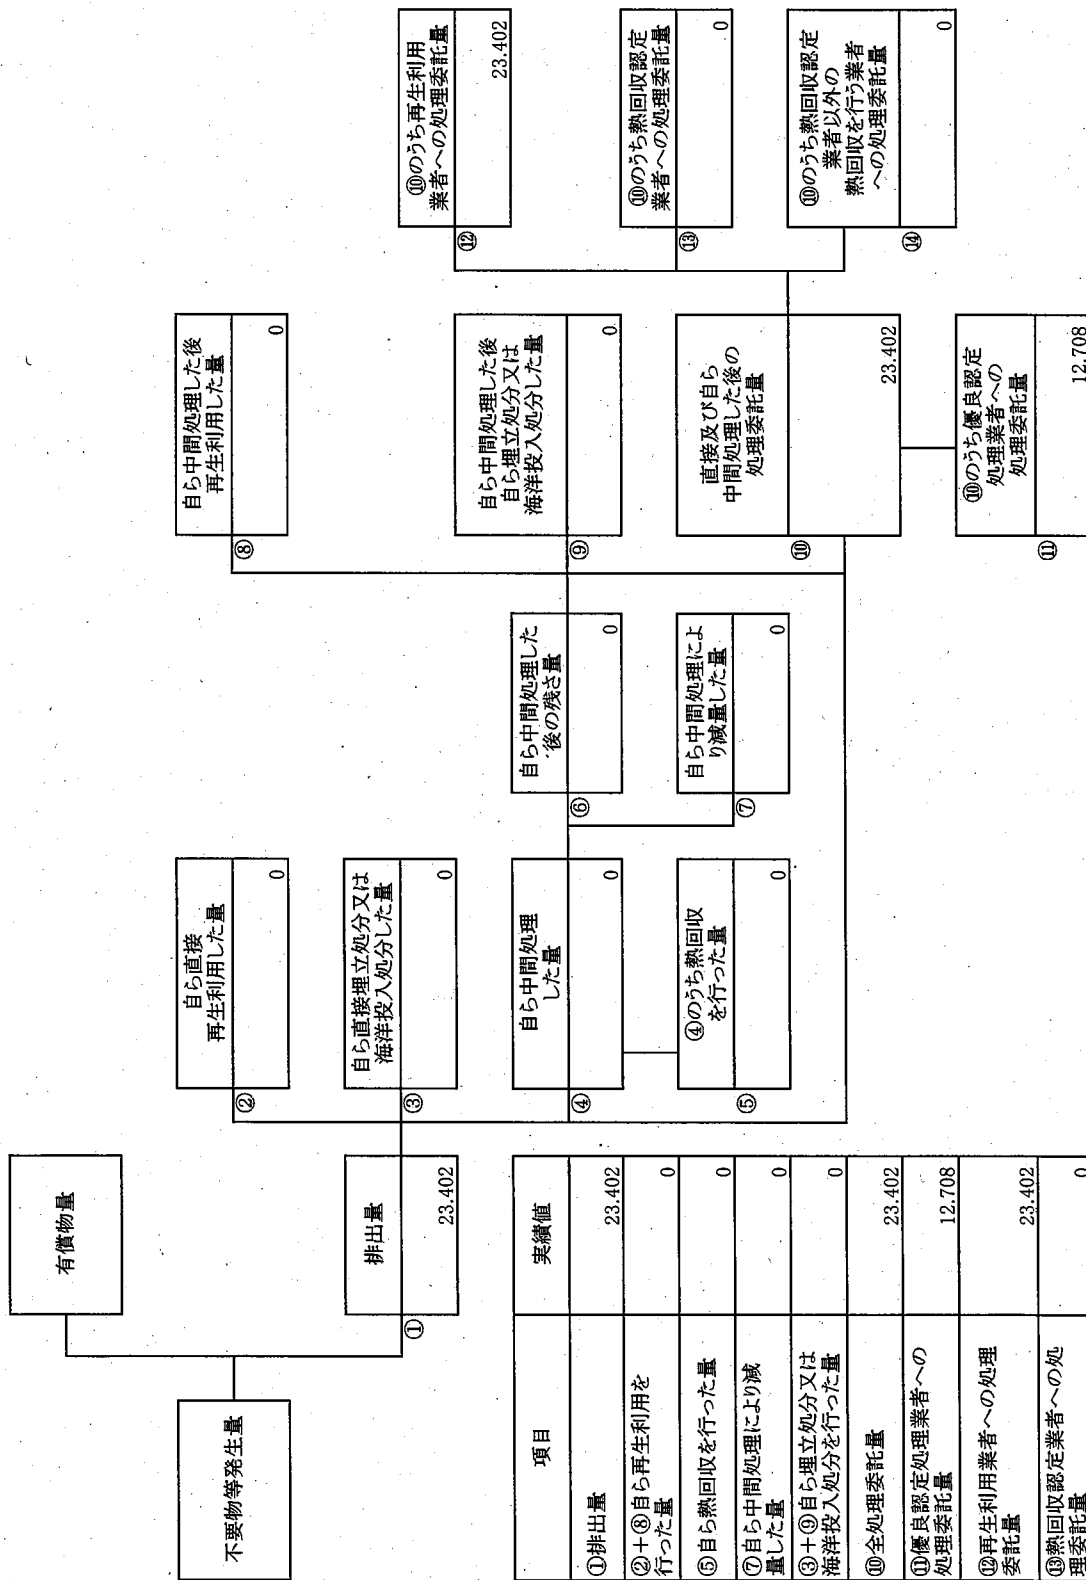 不要物等発生量
有償物量
排出量
①
23.402
自ら直接
再生利用した量
②
0
自ら直接埋立処分又は
海洋投入処分した量
③
0
自ら中間処理
した量
④
0
④のうち熱回収
を行った量
⑤
0
自ら中間処理した
後の残さ量
⑥
0
自ら中間処理によ
り減量した量
⑦
0
自ら中間処理した後
再生利用した量
⑧
0
自ら中間処理した後
自ら埋立処分又は
海洋投入処分した量
⑨
0
直接及び自ら
中間処理した後の
処理委託量
⑩
23.402
⑩のうち優良認定
処理業者への
処理委託量
⑪
12.708
⑩のうち再生利用
業者への処理委託量
⑫
23.402
⑩のうち熱回収認定
業者への処理委託量
⑬
0
⑩のうち熱回収認定
業者以外の
熱回収を行う業者
への処理委託量
⑭
0
項目 実績値
①排出量 23.402
②+⑧自ら再生利用を
行った量 0
⑤自ら熱回収を行った量 0
⑦自ら中間処理により減
量した量 0
③+⑨自ら埋立処分又は
海洋投入処分を行った量 0
⑩全処理委託量 23.402
⑪優良認定処理業者への
処理委託量 12.708
⑫再生利用業者への処理
委託量 23.402
⑬熱回収認定業者への処
理委託量 0